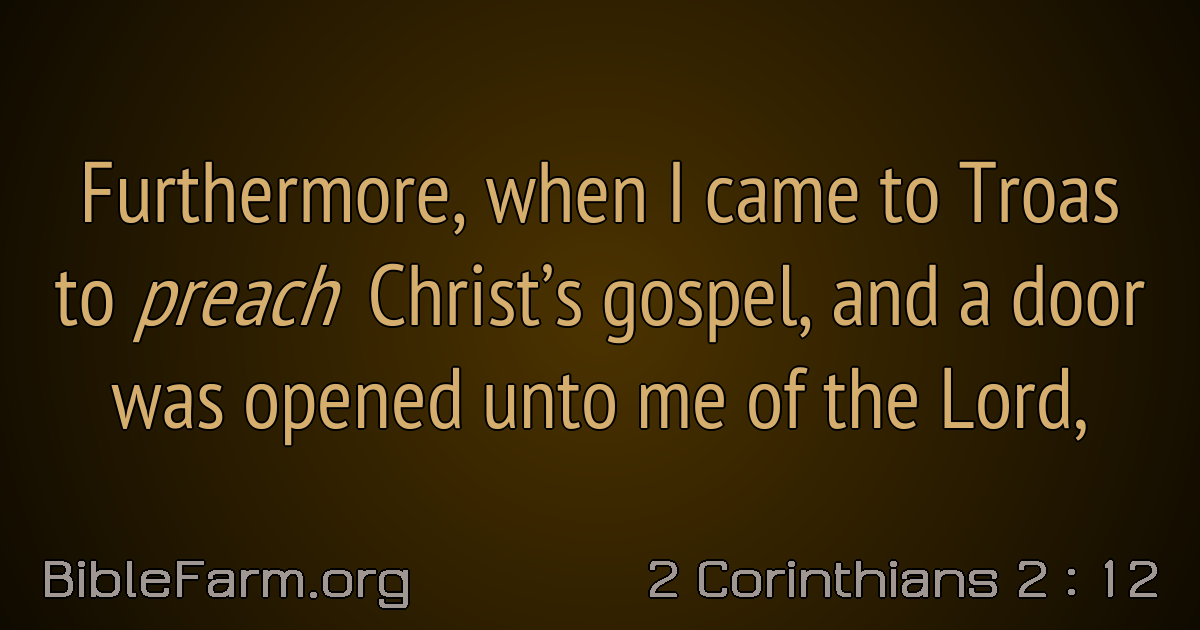 Furthermore, when I came to Troas
to preach Christ’s gospel, and a door
was opened unto me of the Lord,
BibleFarm.org
2 Corinthians 2 : 12